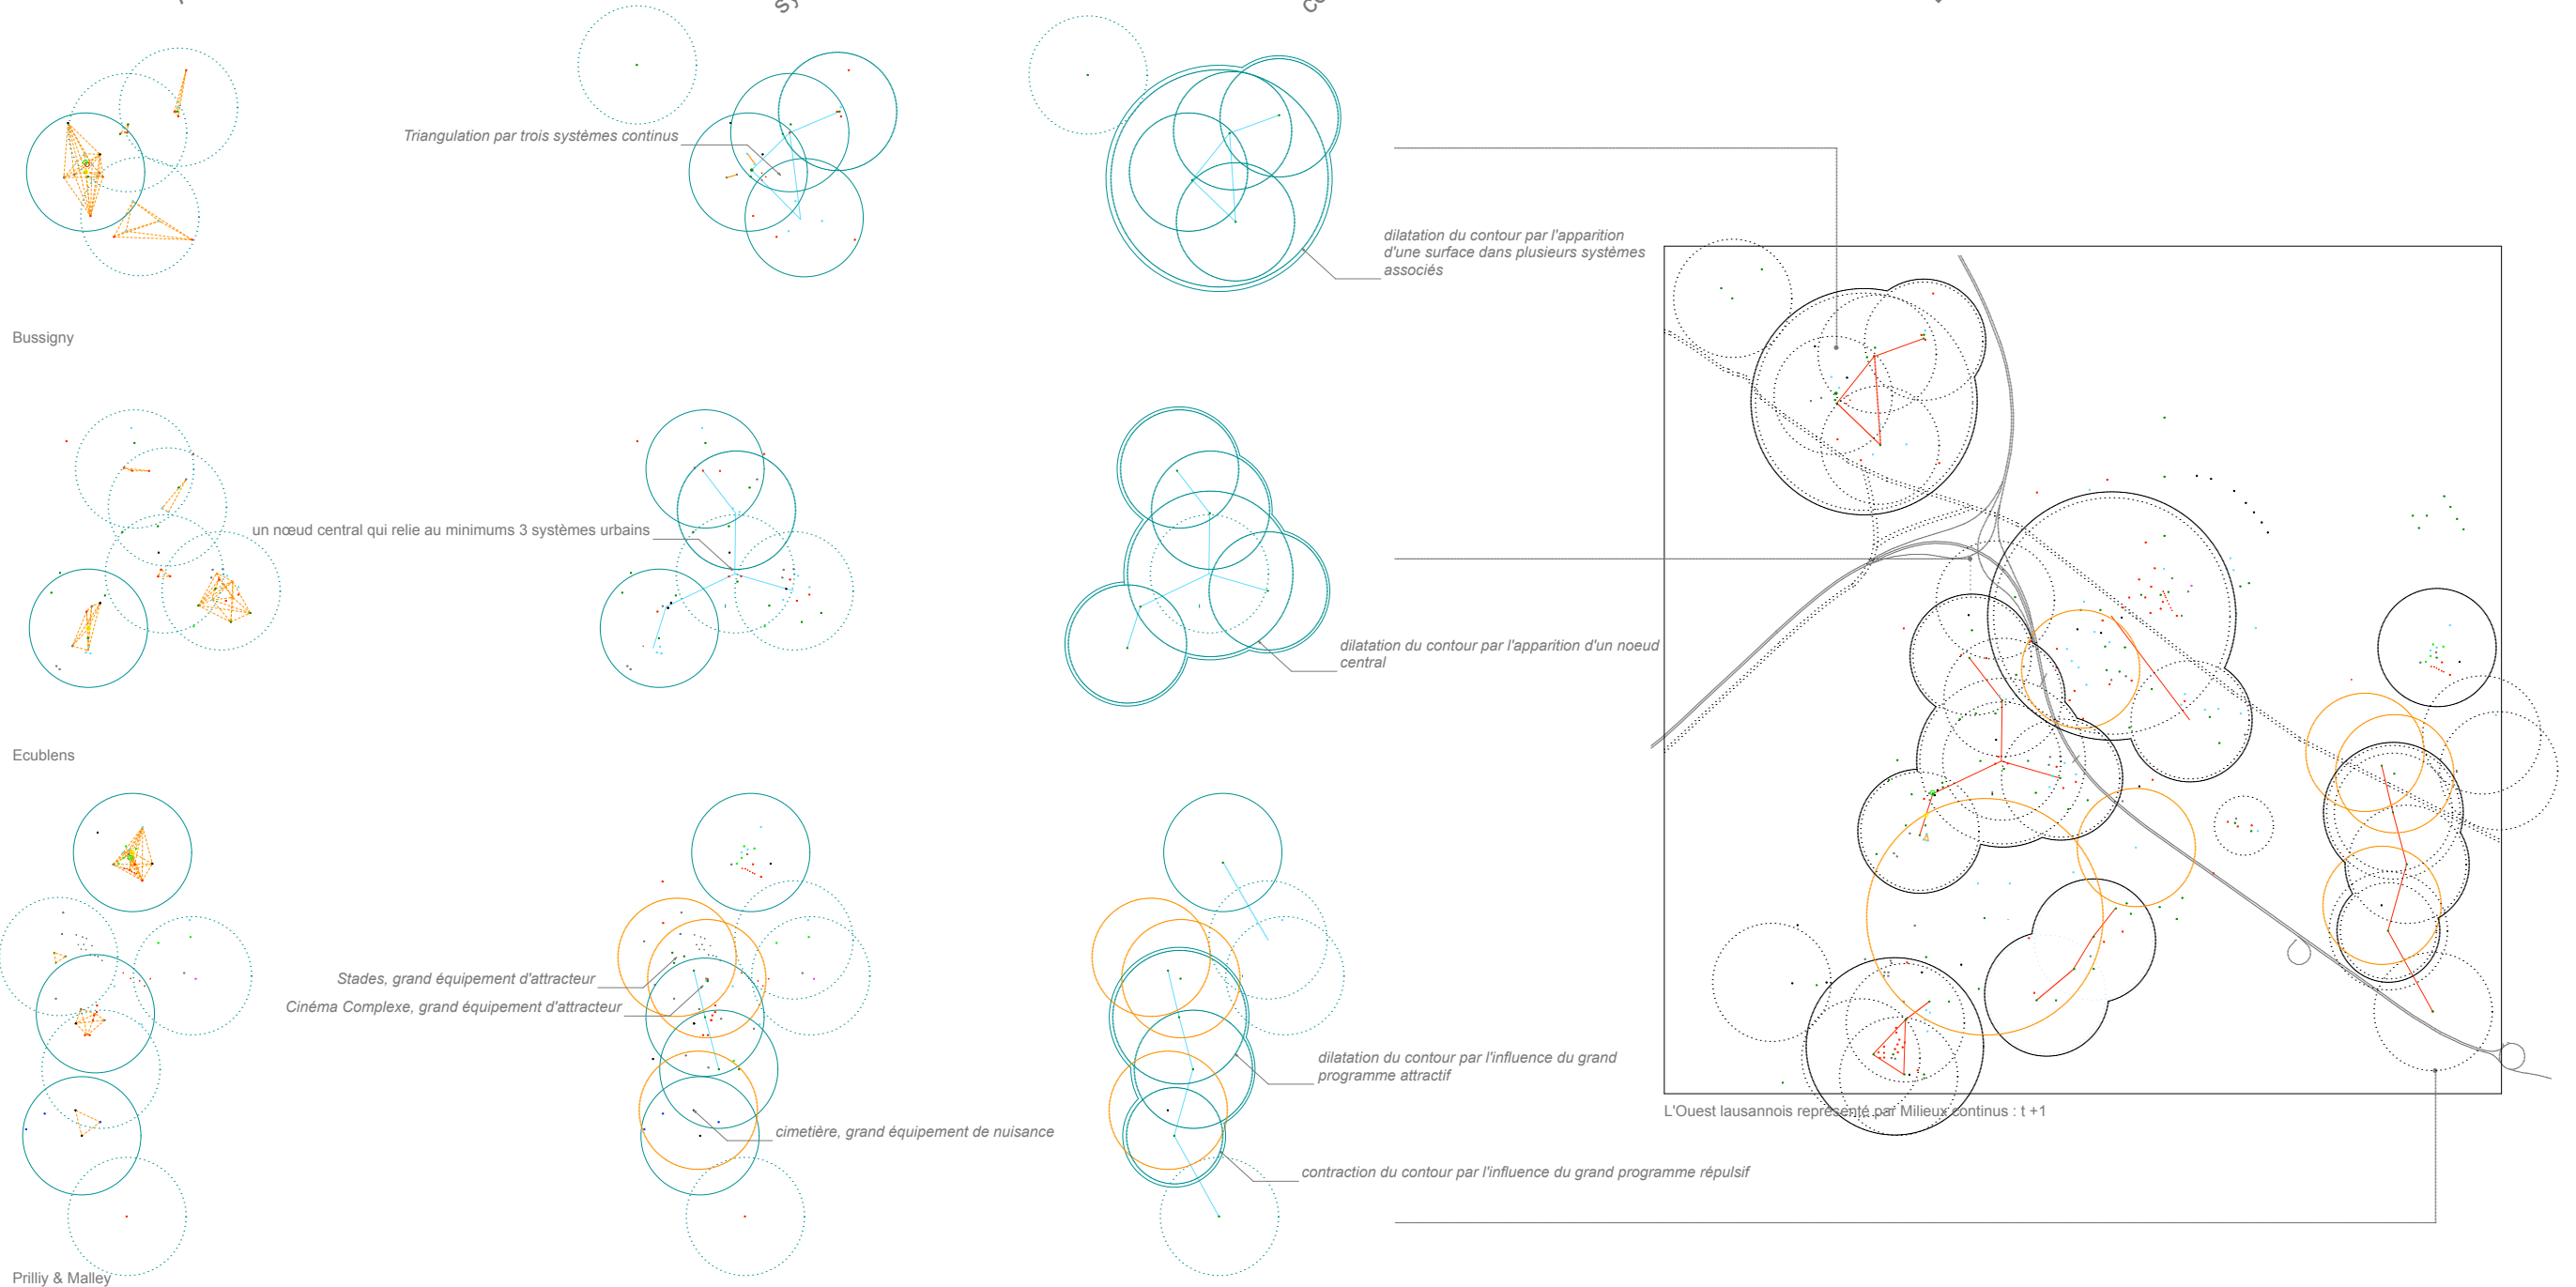 Triangulation par trois systèmes continus
dilatation du contour par l'apparition
d'une surface dans plusieurs systèmes
associés
Bussigny
un nœud central qui relie au minimums 3 systèmes urbains
dilatation du contour par l'apparition d'un noeud
central
Ecublens
Stades, grand équipement d'attracteur
Cinéma Complexe, grand équipement d'attracteur
dilatation du contour par l'influence du grand
programme attractif
cimetière, grand équipement de nuisance
contraction du contour par l'influence du grand programme répulsif
L'Ouest lausannois représenté par Milieux continus : t +1
Prilliy & Malley